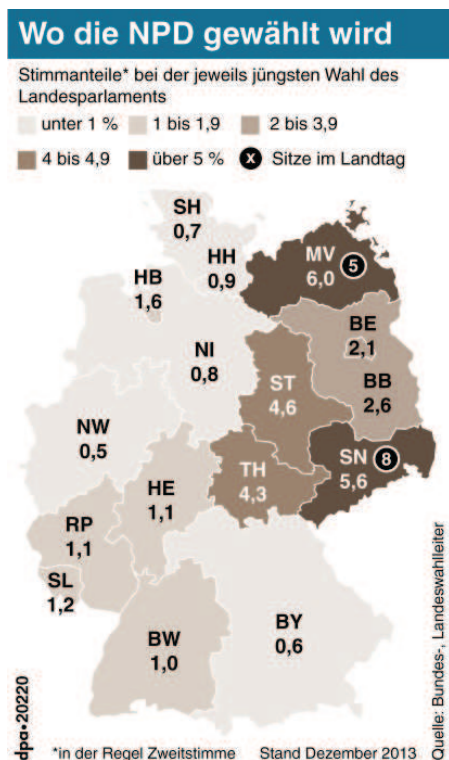 Wo die NPD gewählt wird
Stimmanteile* bei der jeweils jüngsten Wahl des
Landesparlaments
unter 1 % 1 bis 1,9 2 bis 3,9
4 bis 4,9 über 5 % X Sitze im Landtag
SH
0,7
HH
0,9
MV 5
6,0
HB
1,6
BE
2,1
NI
0,8
ST
4,6
BB
2,6
NW
0,5
SN 8
5,6
TH
4,3
HE
1,1
RP
1,1
SL
1,2
BW
1,0
BY
0,6
dpa•20220
*in der Regel Zweitstimme Stand Dezember 2013
Quelle: Bundes-, Landeswahlleiter